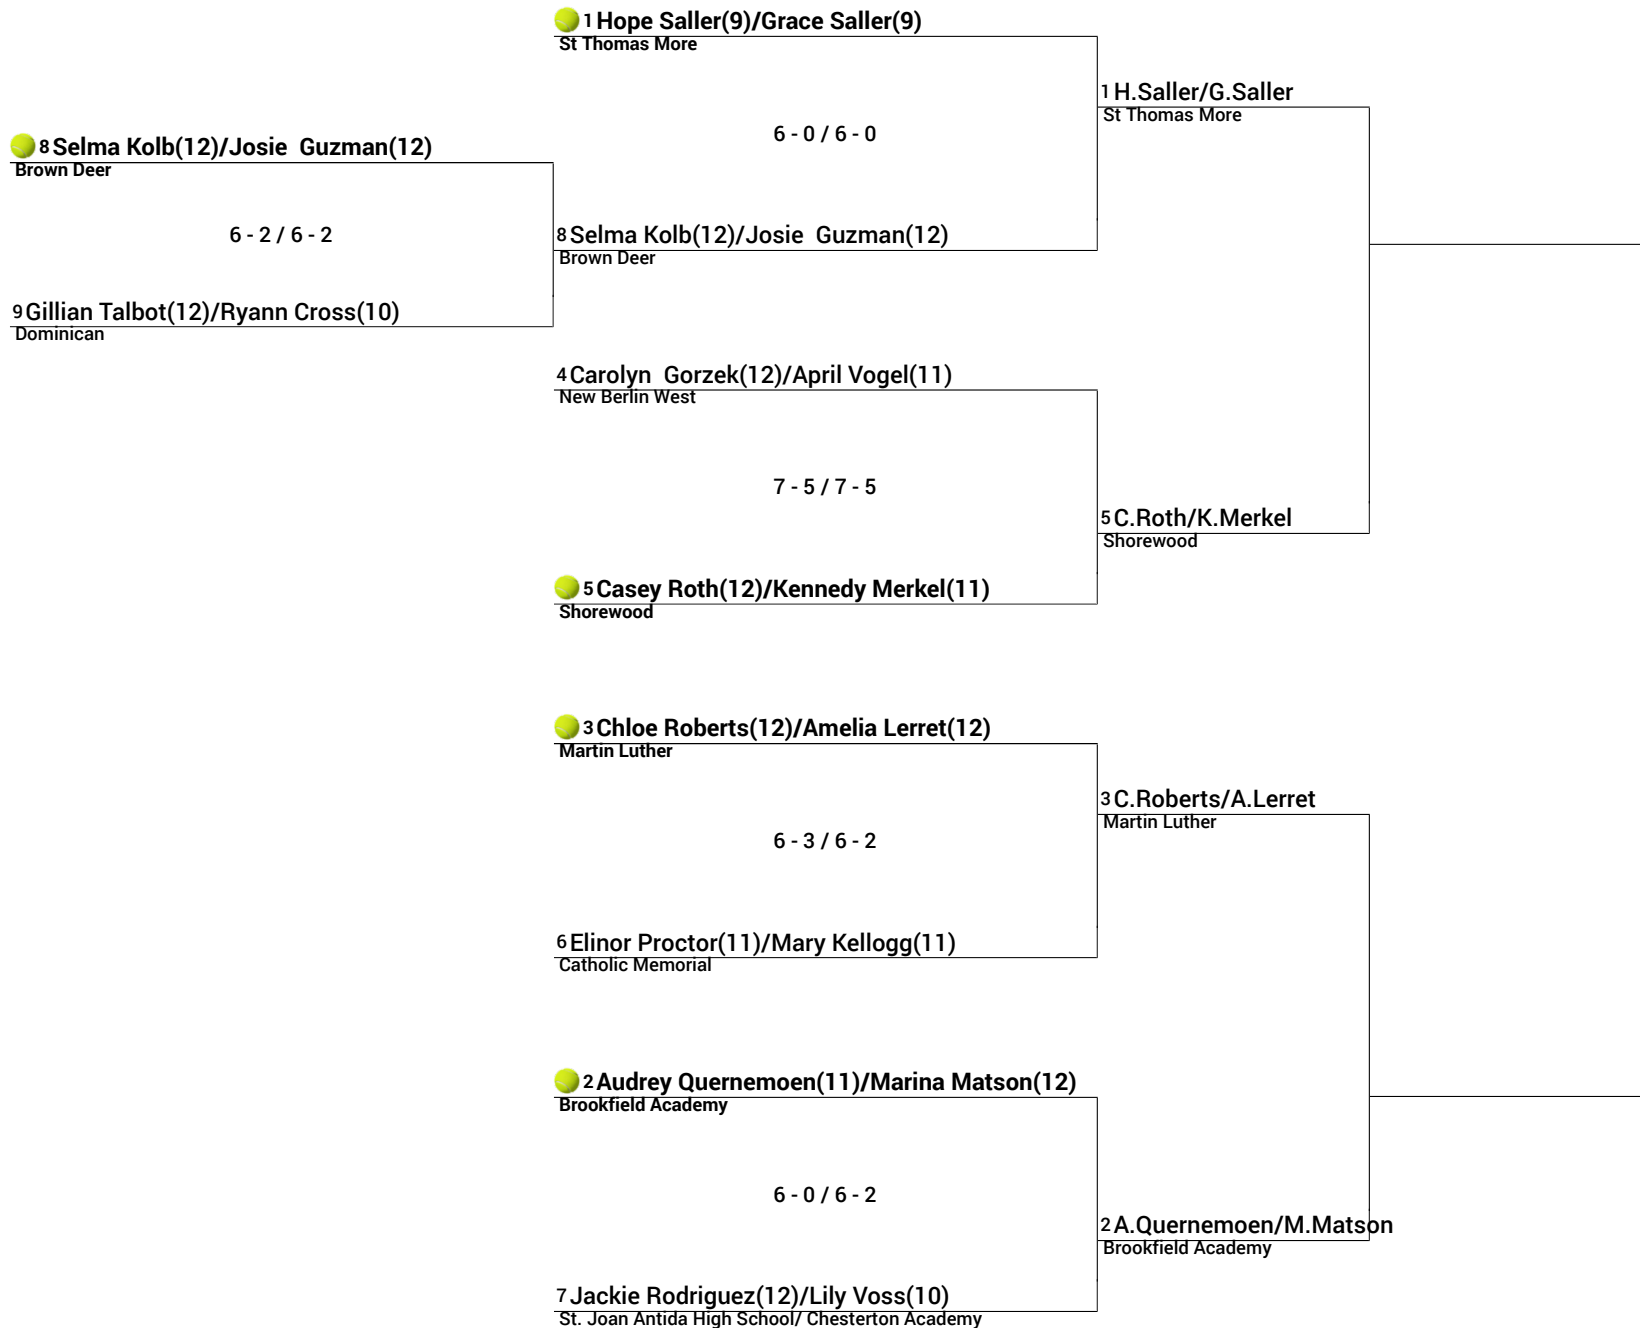 1 Hope Saller(9)/Grace Saller(9)
St Thomas More
1 H.Saller/G.Saller
St Thomas More
6 - 0 / 6 - 0
8 Selma Kolb(12)/Josie  Guzman(12)
Brown Deer
6 - 2 / 6 - 2
8 Selma Kolb(12)/Josie  Guzman(12)
Brown Deer
9 Gillian Talbot(12)/Ryann Cross(10)
Dominican
4 Carolyn  Gorzek(12)/April Vogel(11)
New Berlin West
7 - 5 / 7 - 5
5 C.Roth/K.Merkel
Shorewood
5 Casey Roth(12)/Kennedy Merkel(11)
Shorewood
3 Chloe Roberts(12)/Amelia Lerret(12)
Martin Luther
3 C.Roberts/A.Lerret
Martin Luther
6 - 3 / 6 - 2
6 Elinor Proctor(11)/Mary Kellogg(11)
Catholic Memorial
2 Audrey Quernemoen(11)/Marina Matson(12)
Brookfield Academy
6 - 0 / 6 - 2
2 A.Quernemoen/M.Matson
Brookfield Academy
7 Jackie Rodriguez(12)/Lily Voss(10)
St. Joan Antida High School/ Chesterton Academy